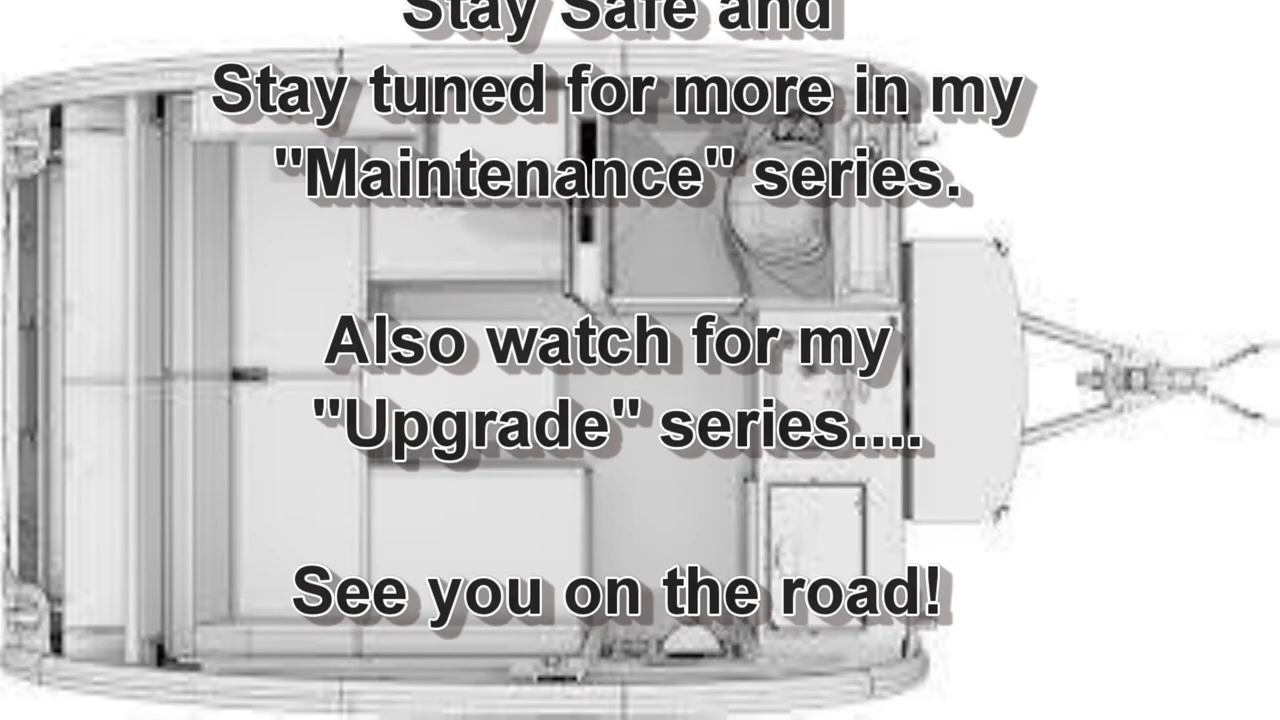 Stay Safe and
Stay tuned for more in my
"Maintenance" series.
Also watch for my
"Upgrade" series....
See you on the road!